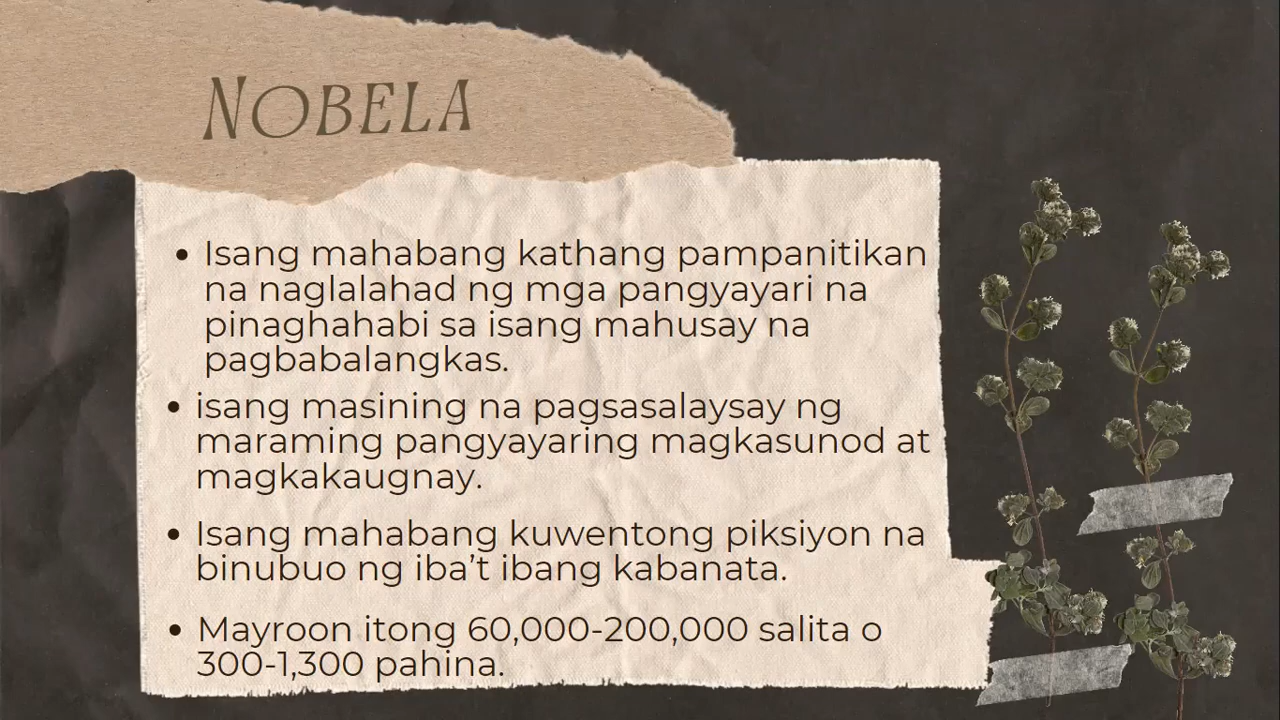 NOBELA
• Isang mahabang kathang pampanitikan
na naglalahad ng mga pangyayari na
pinaghahabi sa isang mahusay na
pagbabalangkas.
• isang masining na pagsasalaysay ng
maraming pangyayaring magkasunod at
magkakaugnay.
• Isang mahabang kuwentong piksiyon na
binubuo ng iba’t ibang kabanata.
• Mayroon itong 60,000-200,000 salita o
300-1,300 pahina.